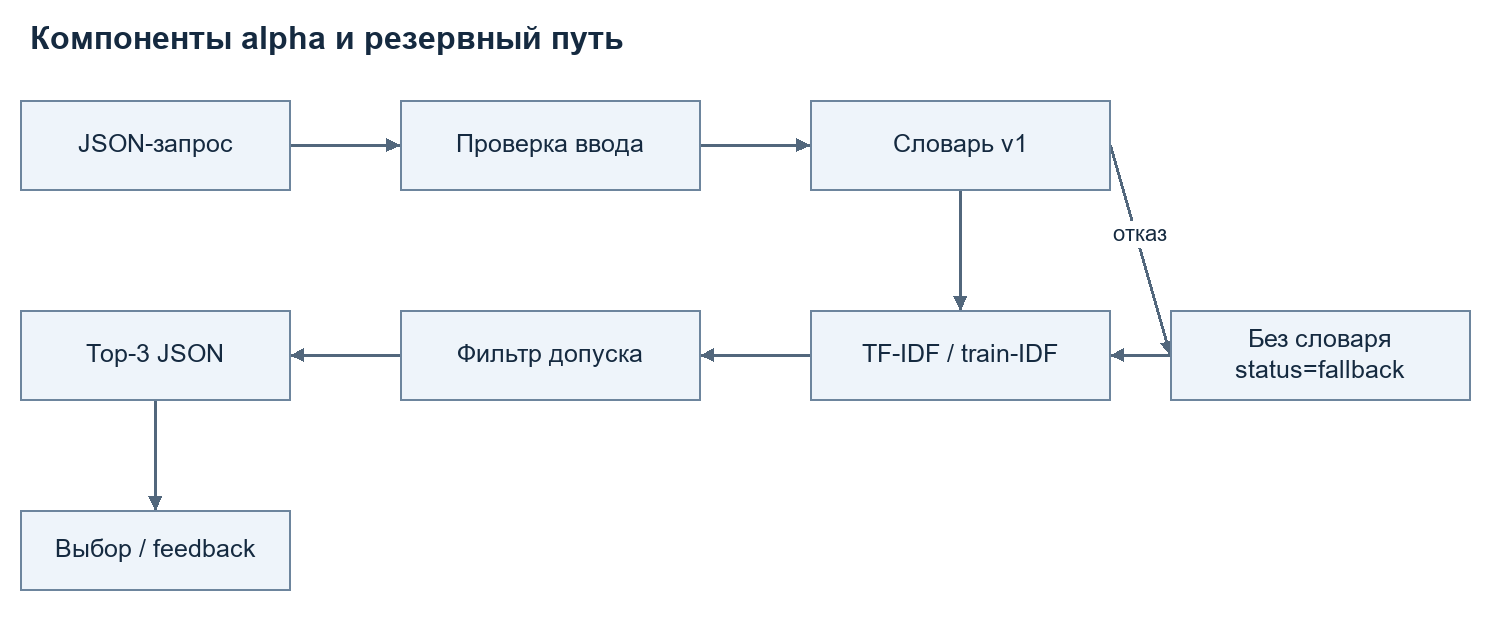 Компоненты alpha и резервный путь
JSON-запрос
Проверка ввода
Словарь v1
отказ
Top-3 JSON
Фильтр допуска
TF-IDF / train-IDF
Без словаря
status=fallback
Выбор / feedback